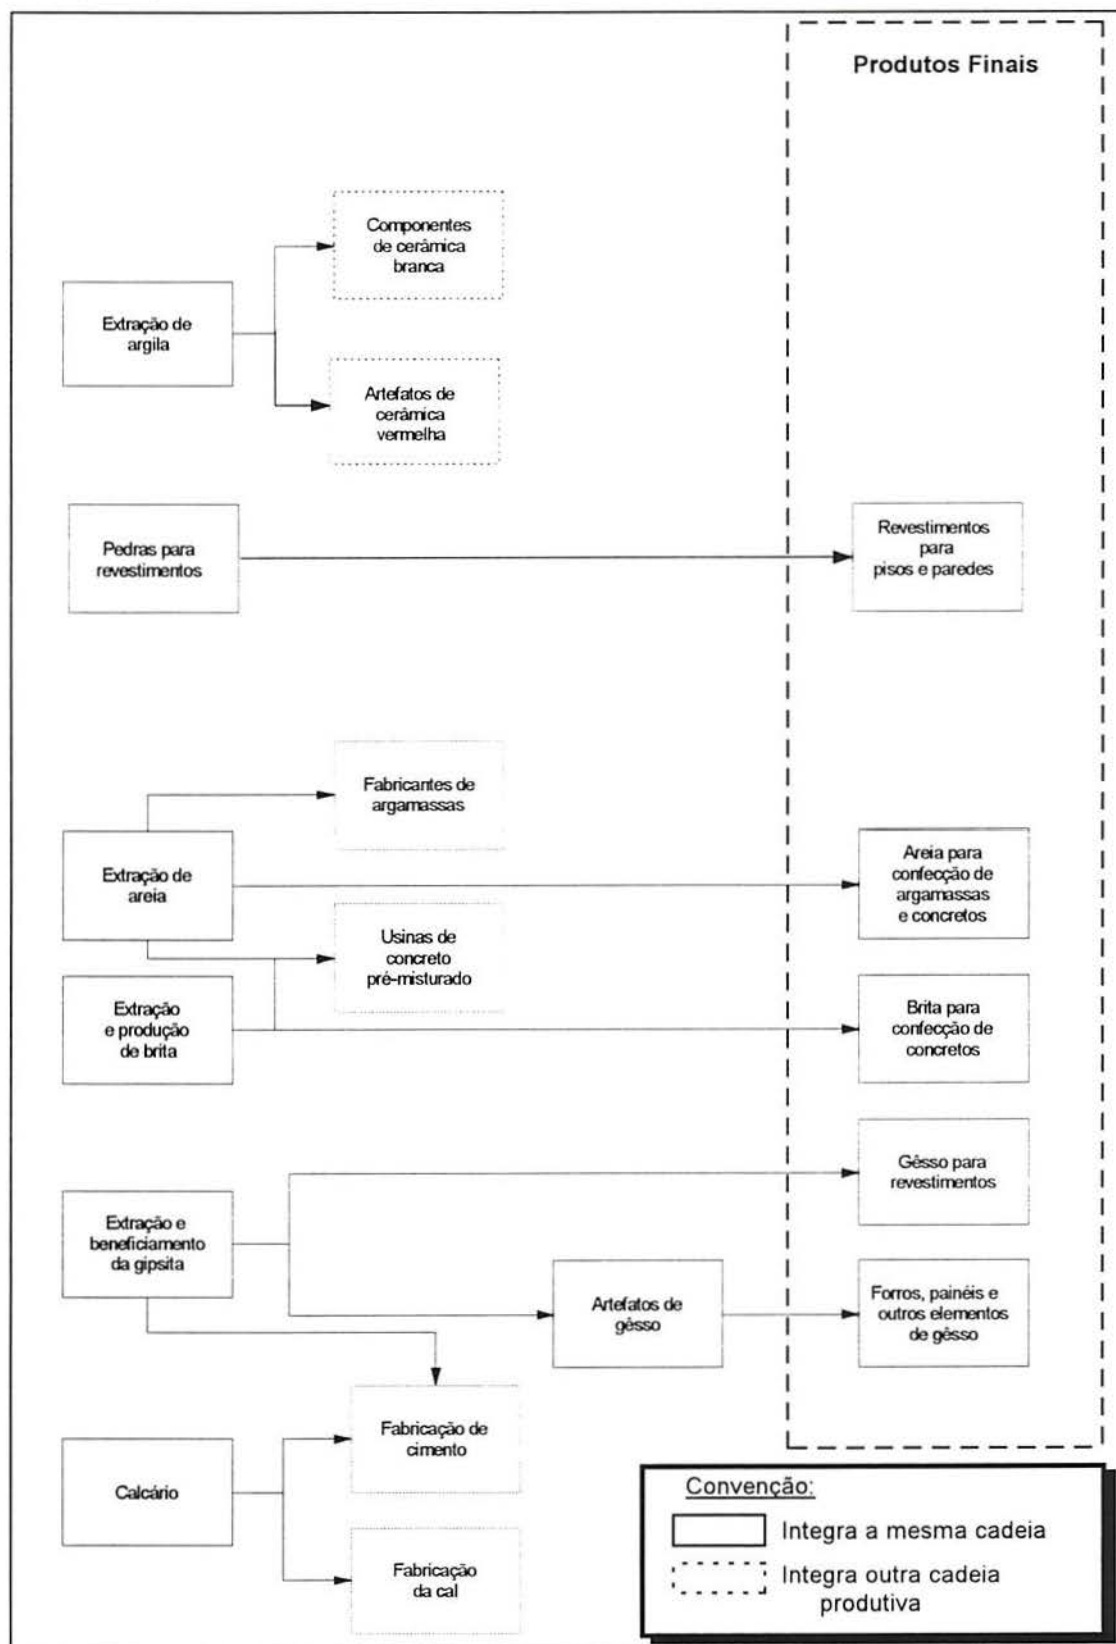 Produtos Finais
Componentes
de cerâmica
branca
Extração de
argila
Artefatos de
cerâmica
vermelha
Pedras para
revestimentos
Revestimentos
para
pisos e paredes
Fabricantes de
argamassas
Extração de
areia
Areia para
confecção de
argamassas
e concretos
Usinas de
concreto
pré-misturado
Extração
e produção
de brita
Brita para
confecção de
concretos
Gêsso para
revestimentos
Extração e
beneficiamento
da gipsita
Artefatos de
gêsso
Forros, painéis e
outros elementos
de gêsso
Fabricação de
cimento
Calcário
Fabricação
da cal
Convenção:
Integra a mesma cadeia
Integra outra cadeia
produtiva